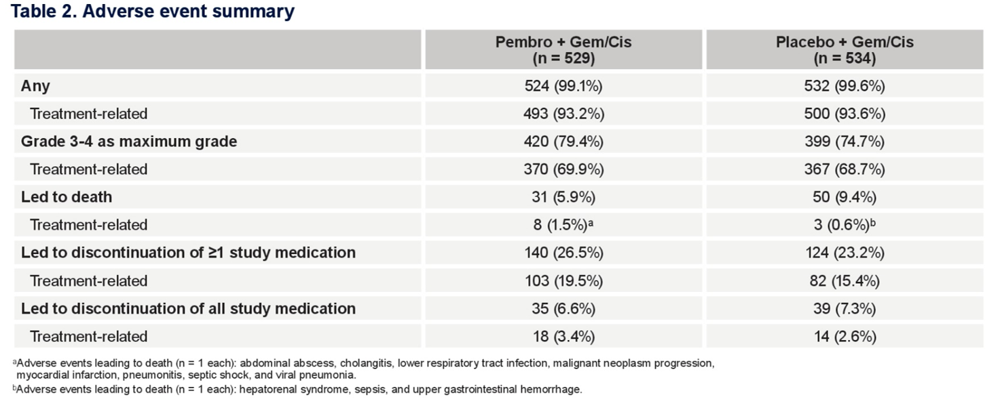 Table 2. Adverse event summary
Pembro + Gem/Cis Placebo + Gem/Cis
(n = 529) (n = 534)
Any 524 (99.1%) 532 (99.6%)
Treatment-related 493 (93.2%) 500 (93.6%)
Grade 3-4 as maximum grade 420 (79.4%) 399 (74.7%)
Treatment-related 370 (69.9%) 367 (68.7%)
Led to death 31 (5.9%) 50 (9.4%)
Treatment-related 8 (1.5%)ᵃ 3 (0.6%)ᵇ
Led to discontinuation of ≥1 study medication 140 (26.5%) 124 (23.2%)
Treatment-related 103 (19.5%) 82 (15.4%)
Led to discontinuation of all study medication 35 (6.6%) 39 (7.3%)
Treatment-related 18 (3.4%) 14 (2.6%)
ᵃAdverse events leading to death (n = 1 each): abdominal abscess, cholangitis, lower respiratory tract infection, malignant neoplasm progression,
myocardial infarction, pneumonitis, septic shock, and viral pneumonia.
ᵇAdverse events leading to death (n = 1 each): hepatorenal syndrome, sepsis, and upper gastrointestinal hemorrhage.